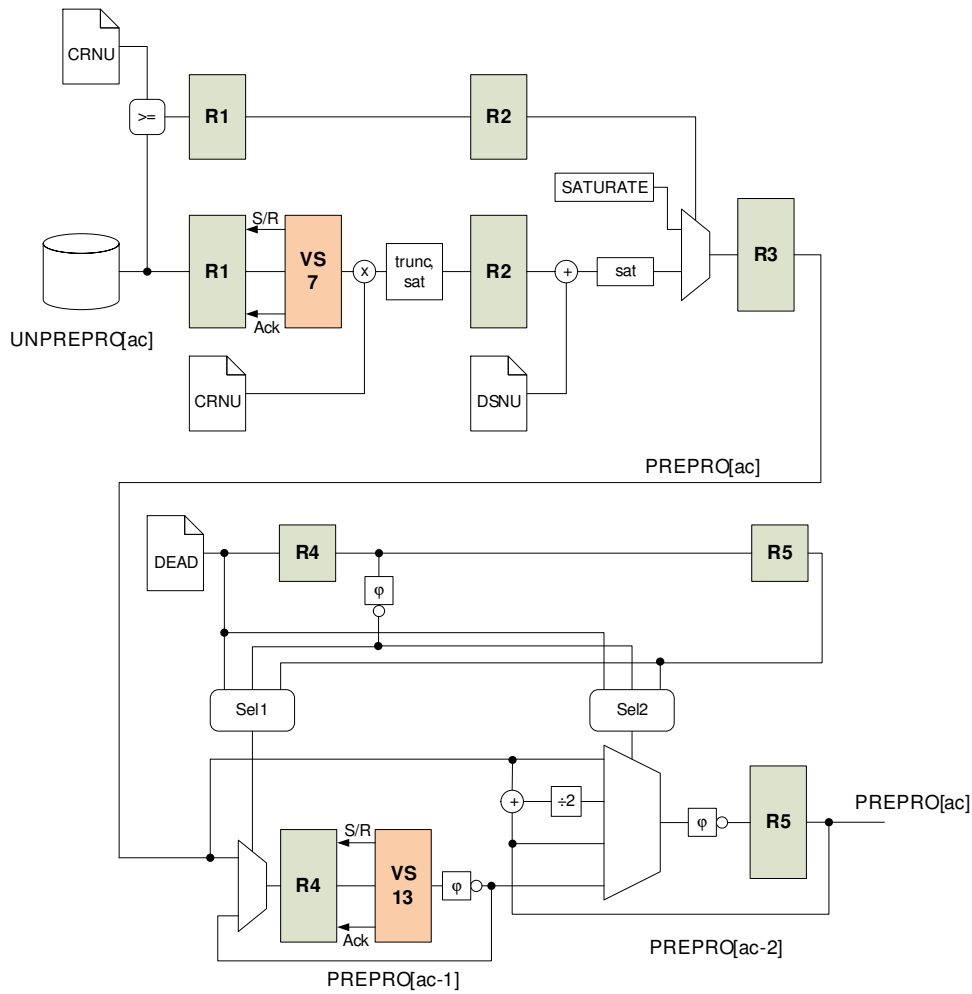 CRNU
>=
R1
R2
SATURATE
UNPREPRO[ac]
R1
S/R
Ack
VS
7
x
trunc,
sat
R2
+
sat
R3
CRNU
DSNU
PREPRO[ac]
DEAD
R4
R5
φ
Sel1
Sel2
+
÷2
φ
R5
PREPRO[ac]
R4
S/R
Ack
VS
13
φ
PREPRO[ac-2]
PREPRO[ac-1]